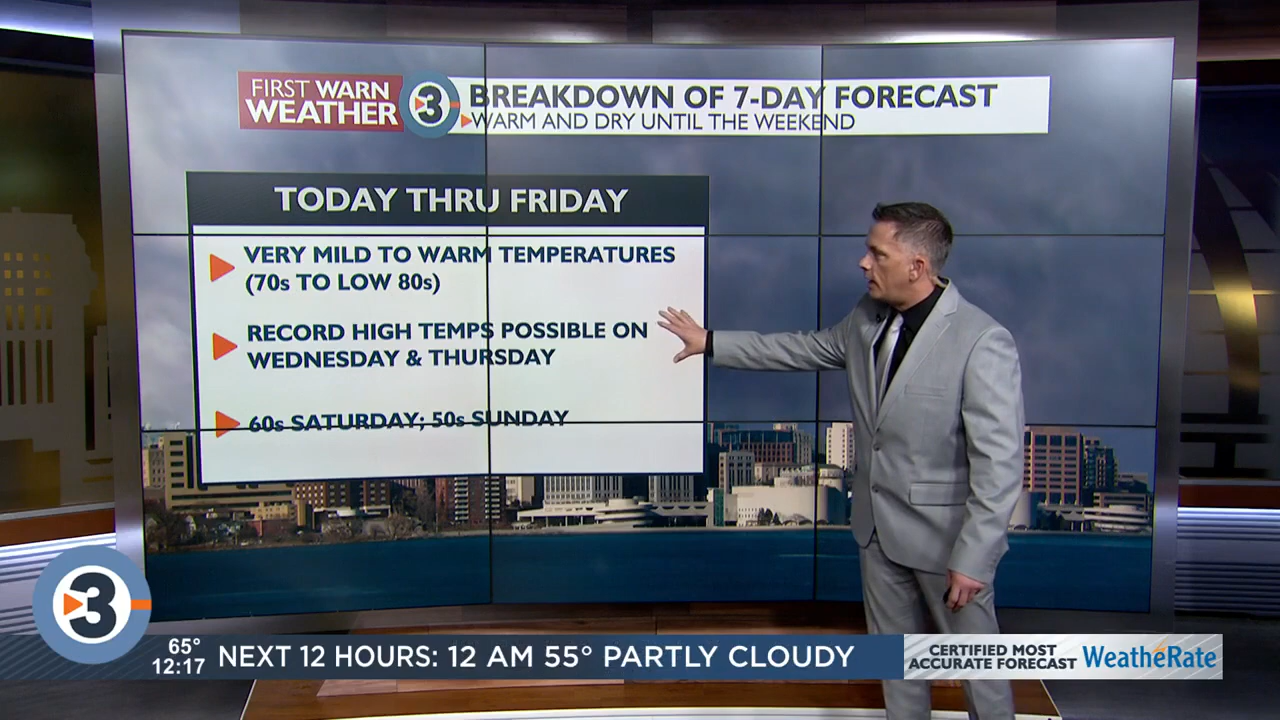 FIRST WARN
WEATHER
3
BREAKDOWN OF 7-DAY FORECAST
WARM AND DRY UNTIL THE WEEKEND
TODAY THRU FRIDAY
VERY MILD TO WARM TEMPERATURES
(70s TO LOW 80s)
RECORD HIGH TEMPS POSSIBLE ON
WEDNESDAY & THURSDAY
60s SATURDAY; 50s SUNDAY
3
65°
12:17
NEXT 12 HOURS: 12 AM 55° PARTLY CLOUDY
CERTIFIED MOST
ACCURATE FORECAST
WeatheRate